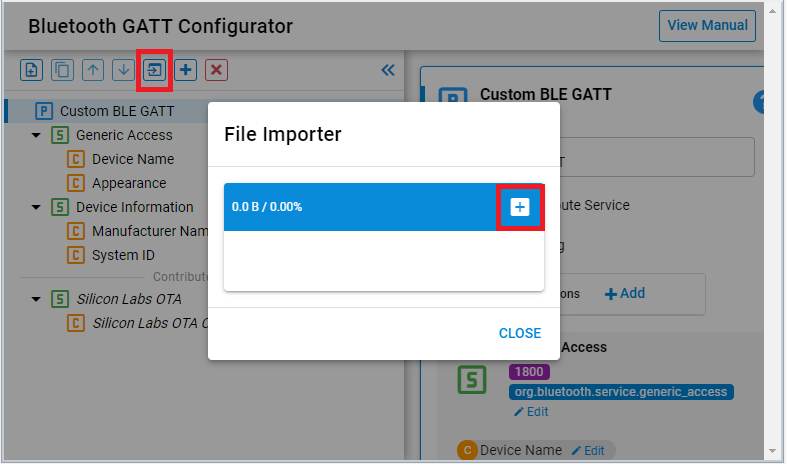 Bluetooth GATT Configurator
View Manual
P Custom BLE GATT
S Generic Access
C Device Name
C Appearance
S Device Information
C Manufacturer Nam
C System ID
Contribute
S Silicon Labs OTA
C Silicon Labs OTA C
File Importer
0.0 B / 0.00%
CLOSE
P Custom BLE GATT
?
T
ute Service
g
ons
Add
Access
S
1800
org.bluetooth.service.generic_access
Edit
C Device Name Edit